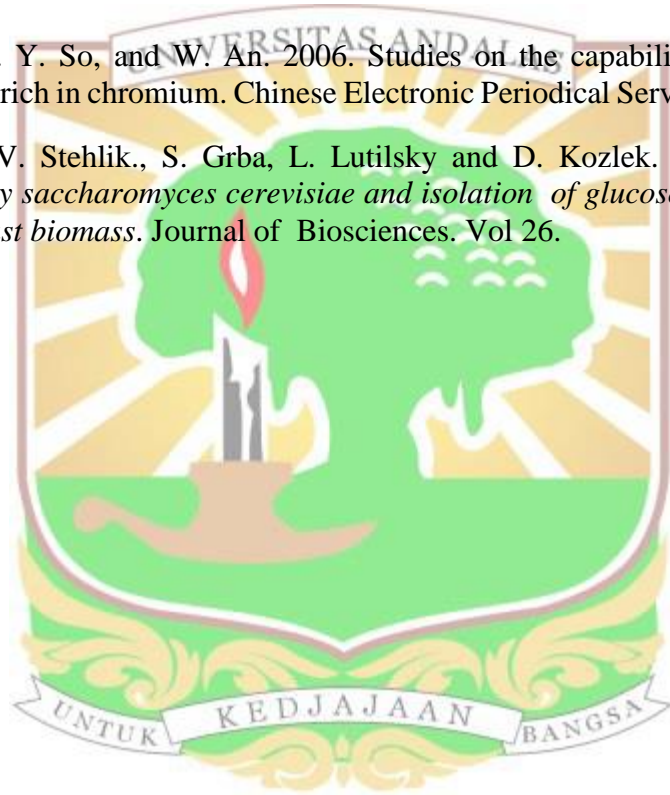 UNIVERSITAS ANDALAS
. Y. So, and W. An. 2006. Studies on the capabili
rich in chromium. Chinese Electronic Periodical Serv
V. Stehlik., S. Grba, L. Lutilsky and D. Kozlek.
y saccharomyces cerevisiae and isolation of glucos
st biomass. Journal of Biosciences. Vol 26.
UNTUK KEDJAJAAN BANGSA